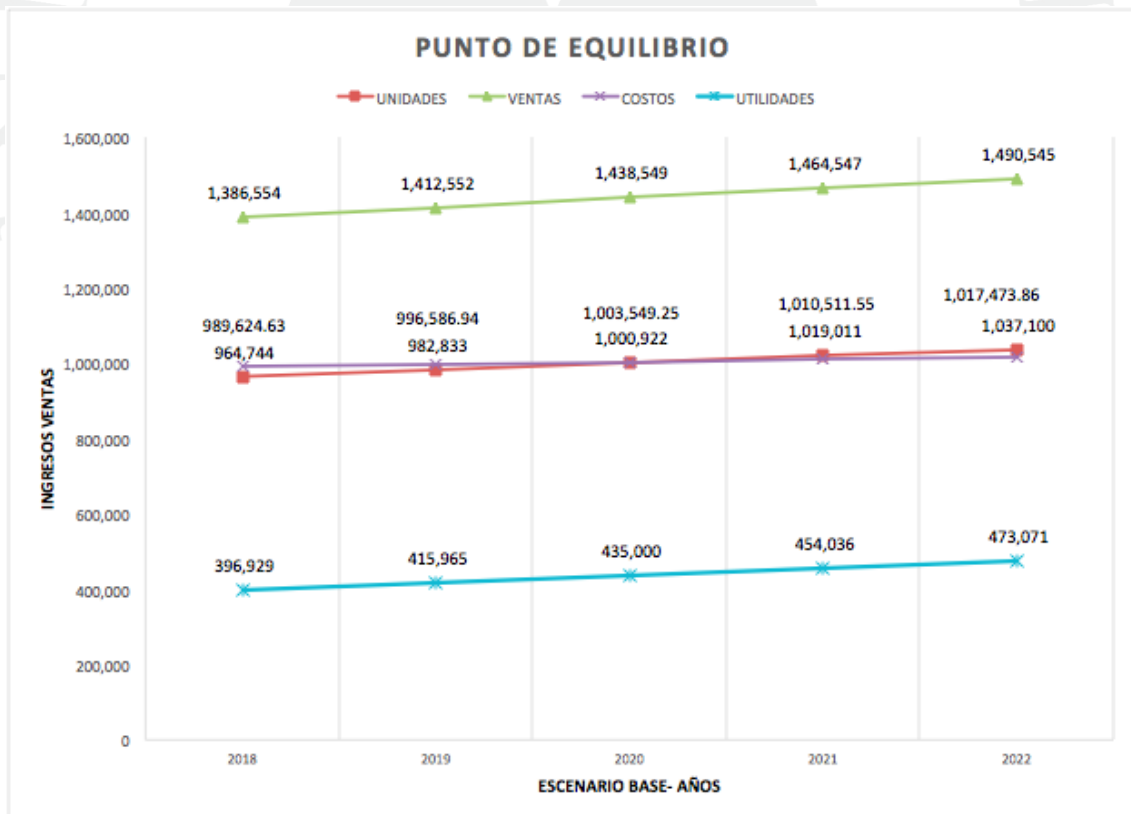 PUNTO DE EQUILIBRIO
UNIDADES VENTAS COSTOS UTILIDADES
1,600,000
1,400,000
1,200,000
1,000,000
800,000
600,000
400,000
200,000
0
INGRESOS VENTAS
1,386,554 1,412,552 1,438,549 1,464,547 1,490,545
989,624.63 996,586.94 1,003,549.25 1,010,511.55 1,017,473.86
964,744 982,833 1,000,922 1,019,011 1,037,100
396,929 415,965 435,000 454,036 473,071
2018 2019 2020 2021 2022
ESCENARIO BASE- AÑOS